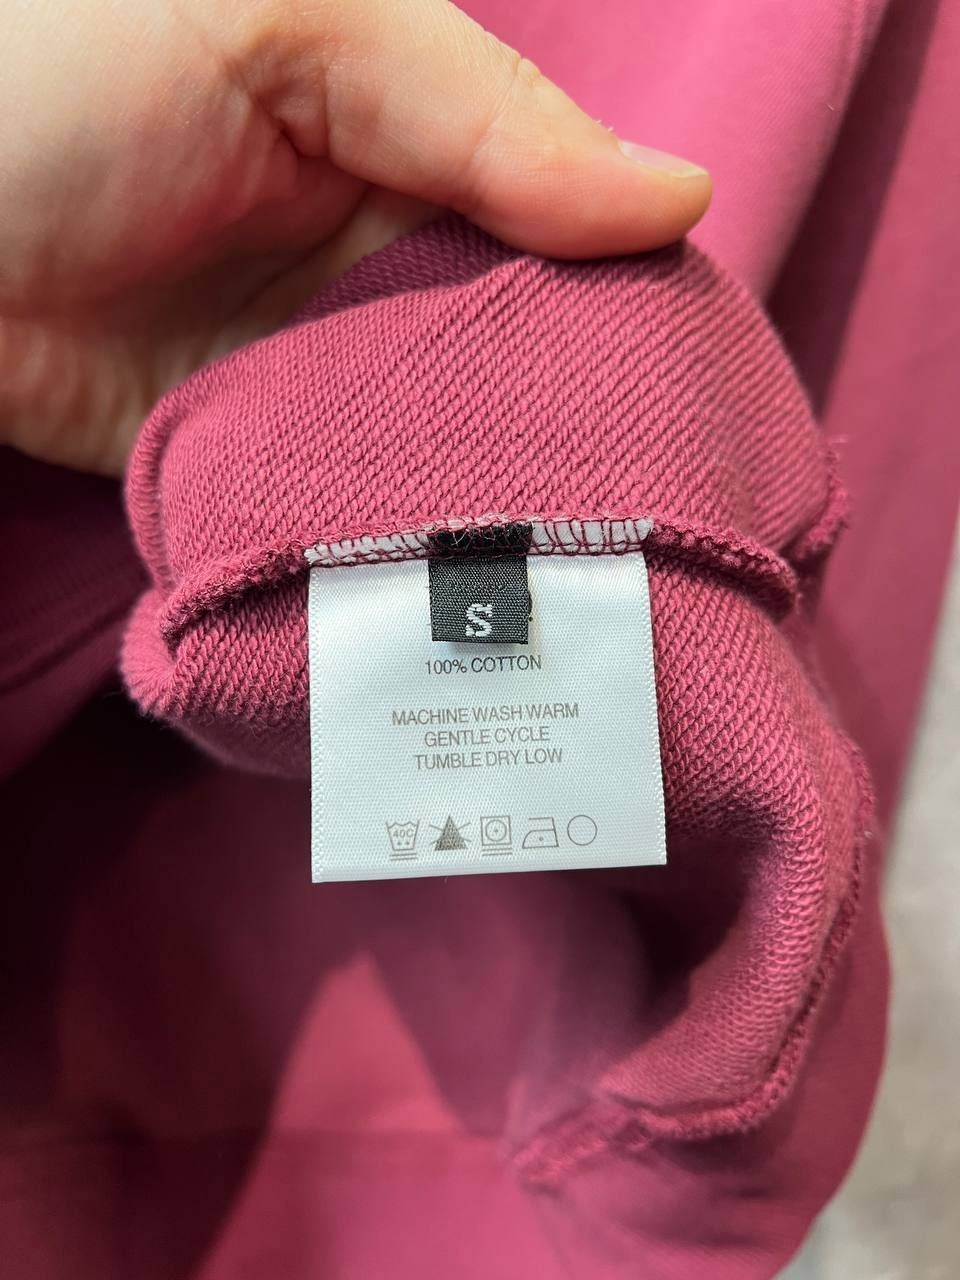 S
100% COTTON
MACHINE WASH WARM
GENTLE CYCLE
TUMBLE DRY LOW
40C